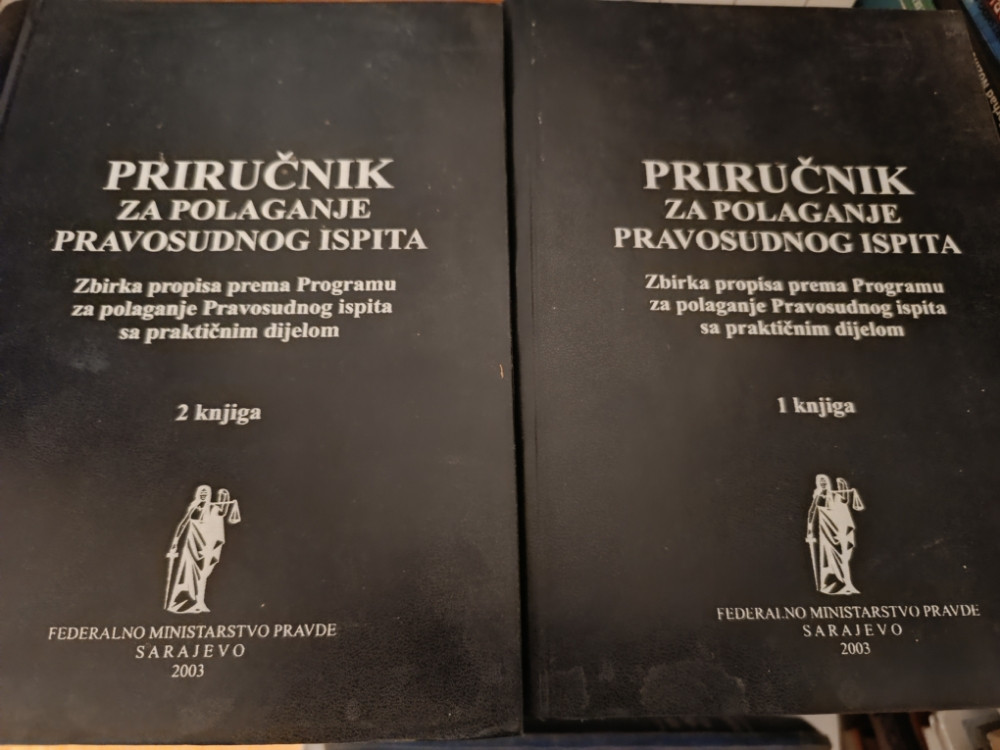 PRIRUČNIK
ZA POLAGANJE
PRAVOSUDNOG ISPITA
Zbirka propisa prema Programu
za polaganje Pravosudnog ispita
sa praktičnim dijelom
2 knjiga
FEDERALNO MINISTARSTVO PRAVDE
SARAJEVO
2003
PRIRUČNIK
ZA POLAGANJE
PRAVOSUDNOG ISPITA
Zbirka propisa prema Programu
za polaganje Pravosudnog ispita
sa praktičnim dijelom
1 knjiga
FEDERALNO MINISTARSTVO PRAVDE
SARAJEVO
2003